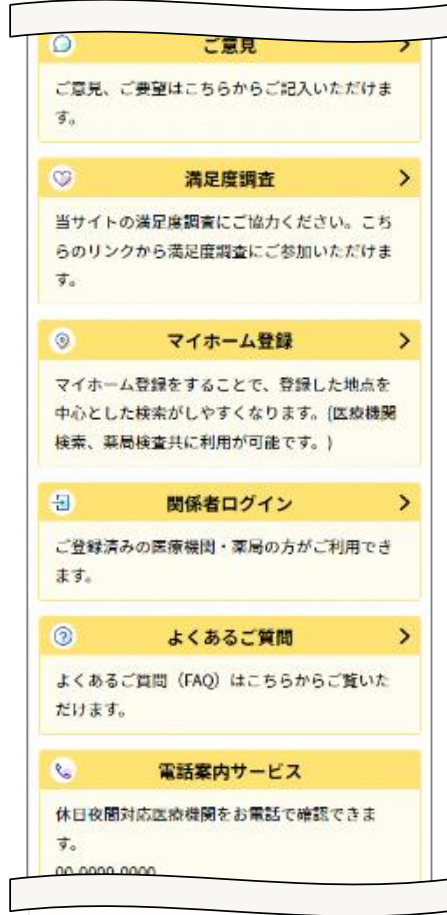 ご意見
ご意見、ご要望はこちらからご記入いただけま
す。
満足度調査
当サイトの満足度調査にご協力ください。こち
らのリンクから満足度調査にご参加いただけま
す。
マイホーム登録
マイホーム登録をすることで、登録した地点を
中心とした検索がしやすくなります。(医療機関
検索、薬局検査共に利用が可能です。)
関係者ログイン
ご登録済みの医療機関・薬局の方がご利用でき
ます。
よくあるご質問
よくあるご質問（FAQ）はこちらからご覧いた
だけます。
電話案内サービス
休日夜間対応医療機関をお電話で確認できま
す。
00-0000-0000